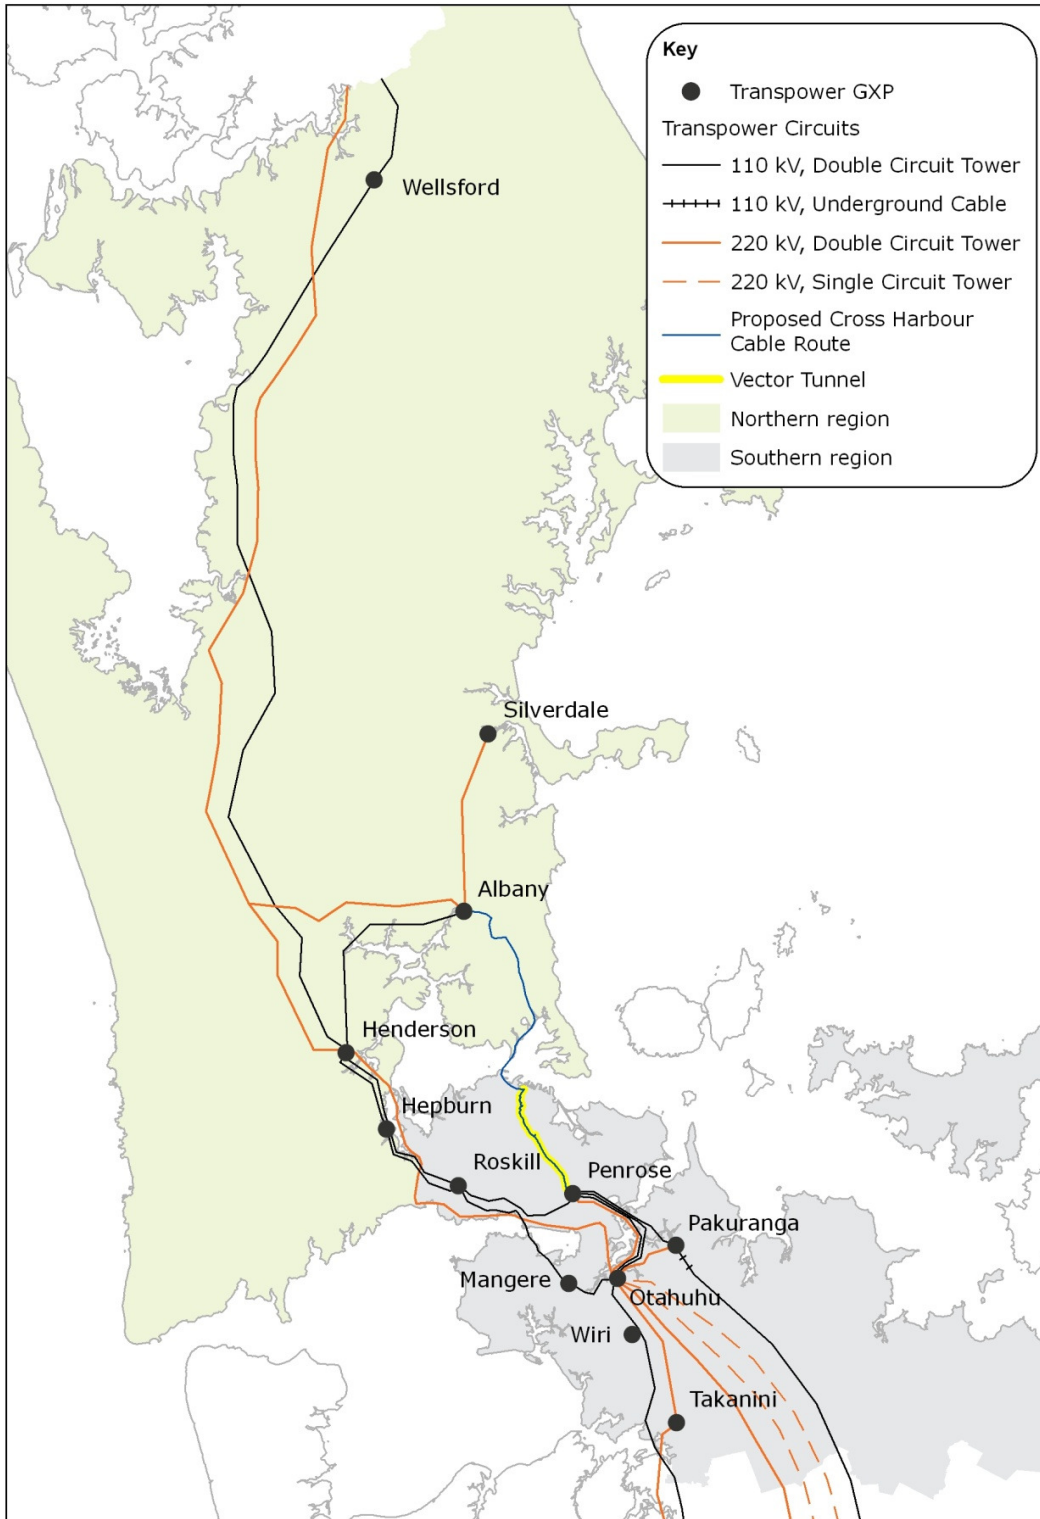 Key
Transpower GXP
Transpower Circuits
110 kV, Double Circuit Tower
110 kV, Underground Cable
220 kV, Double Circuit Tower
220 kV, Single Circuit Tower
Proposed Cross Harbour
Cable Route
Vector Tunnel
Northern region
Southern region
Wellsford
Silverdale
Albany
Henderson
Hepburn
Roskill
Penrose
Pakuranga
Mangere
Otahuhu
Wiri
Takanini